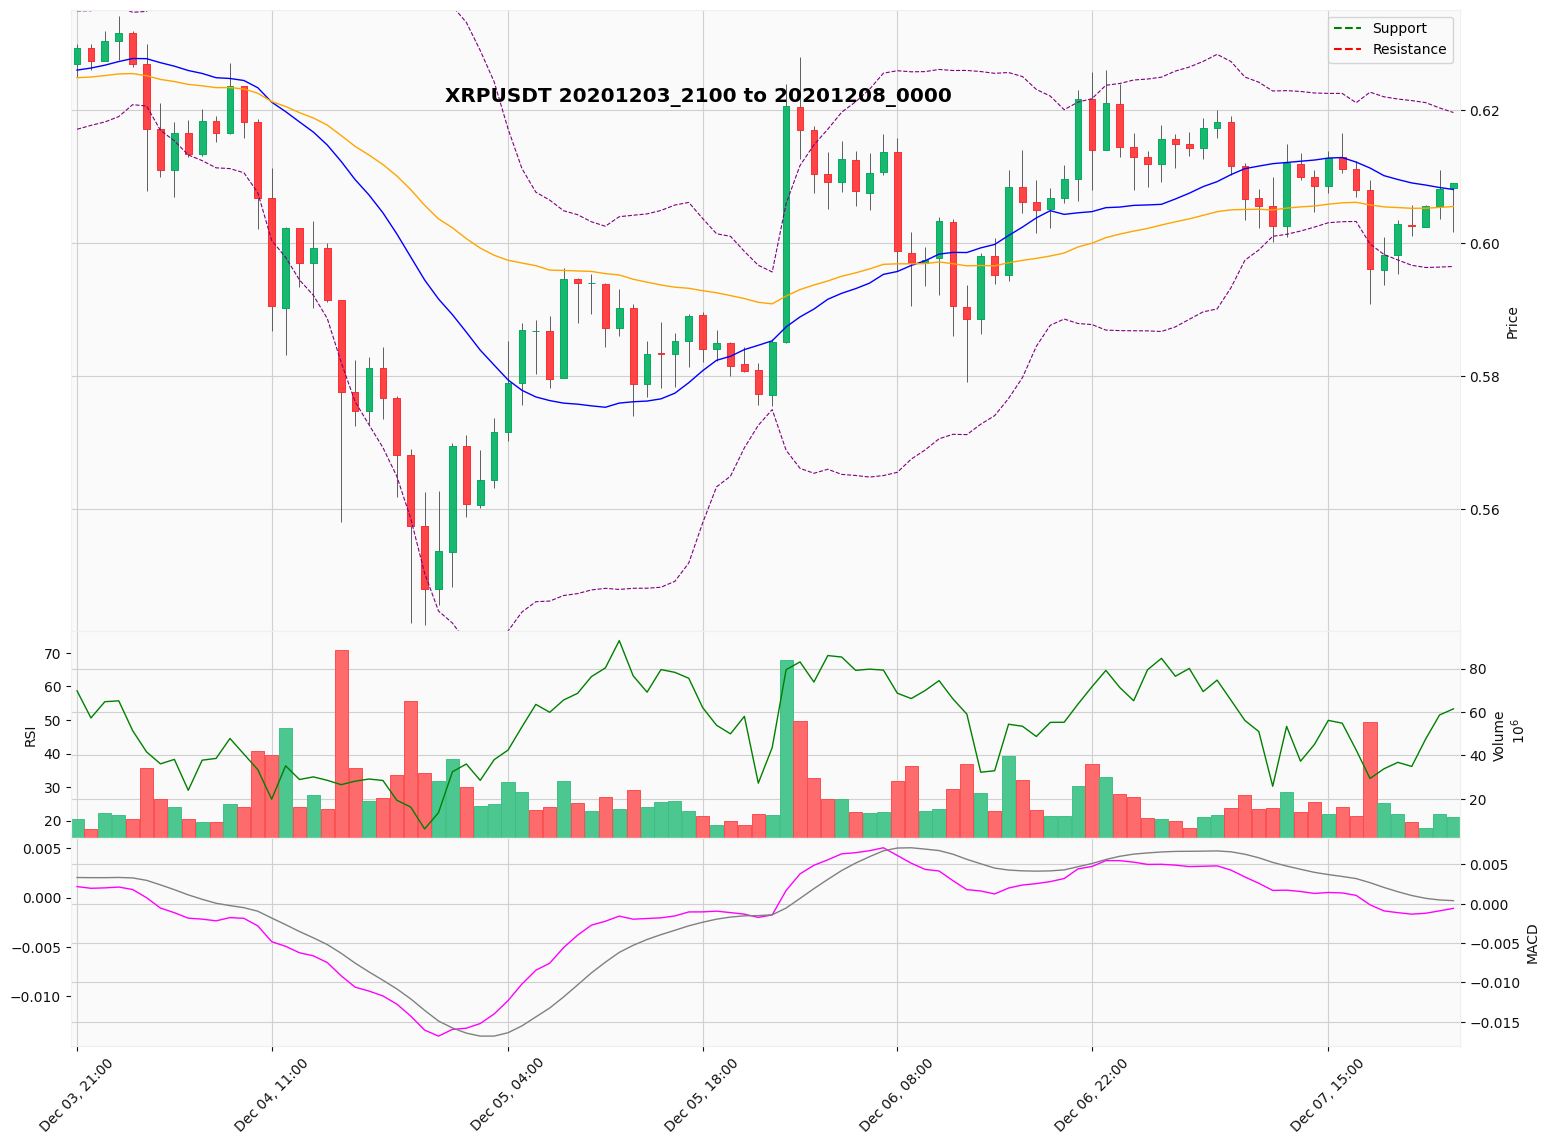 Support
Resistance
XRPUSDT 20201203_2100 to 20201208_0000
0.62
0.60
0.58
0.56
Price
70
60
50
40
30
20
RSI
80
60
40
20
Volume
10^6
0.005
0.000
−0.005
−0.010
0.005
0.000
−0.005
−0.010
−0.015
MACD
Dec 03, 21:00
Dec 04, 11:00
Dec 05, 04:00
Dec 05, 18:00
Dec 06, 08:00
Dec 06, 22:00
Dec 07, 15:00